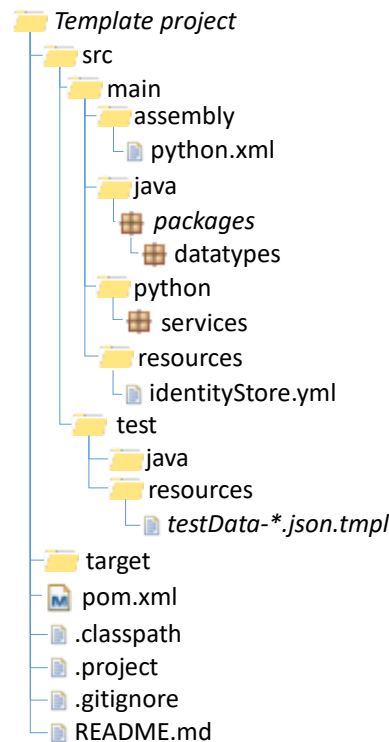 Template project
src
main
assembly
python.xml
java
packages
datatypes
python
services
resources
identityStore.yml
test
java
resources
testData-*.json.tmpl
target
pom.xml
.classpath
.project
.gitignore
README.md